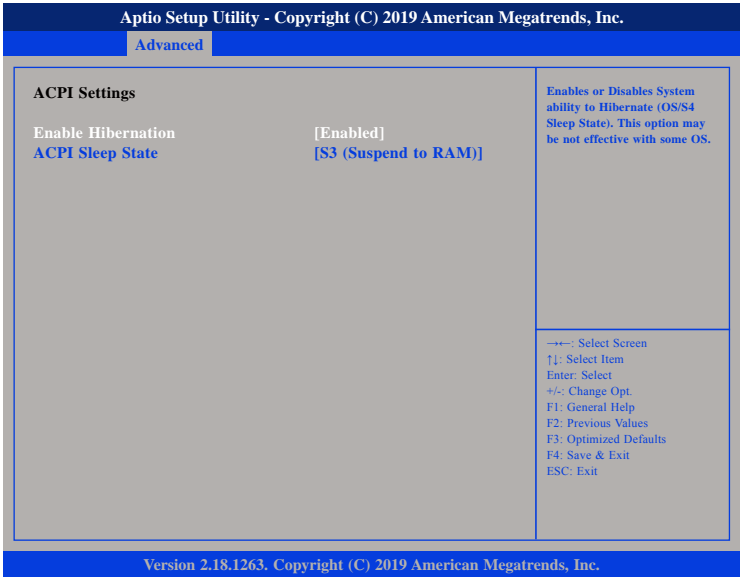 Aptio Setup Utility - Copyright (C) 2019 American Megatrends, Inc.
Advanced
ACPI Settings
Enable Hibernation [Enabled]
ACPI Sleep State [S3 (Suspend to RAM)]
Enables or Disables System
ability to Hibernate (OS/S4
Sleep State). This option may
be not effective with some OS.
→←: Select Screen
↑↓: Select Item
Enter: Select
+/-: Change Opt.
F1: General Help
F2: Previous Values
F3: Optimized Defaults
F4: Save & Exit
ESC: Exit
Version 2.18.1263. Copyright (C) 2019 American Megatrends, Inc.